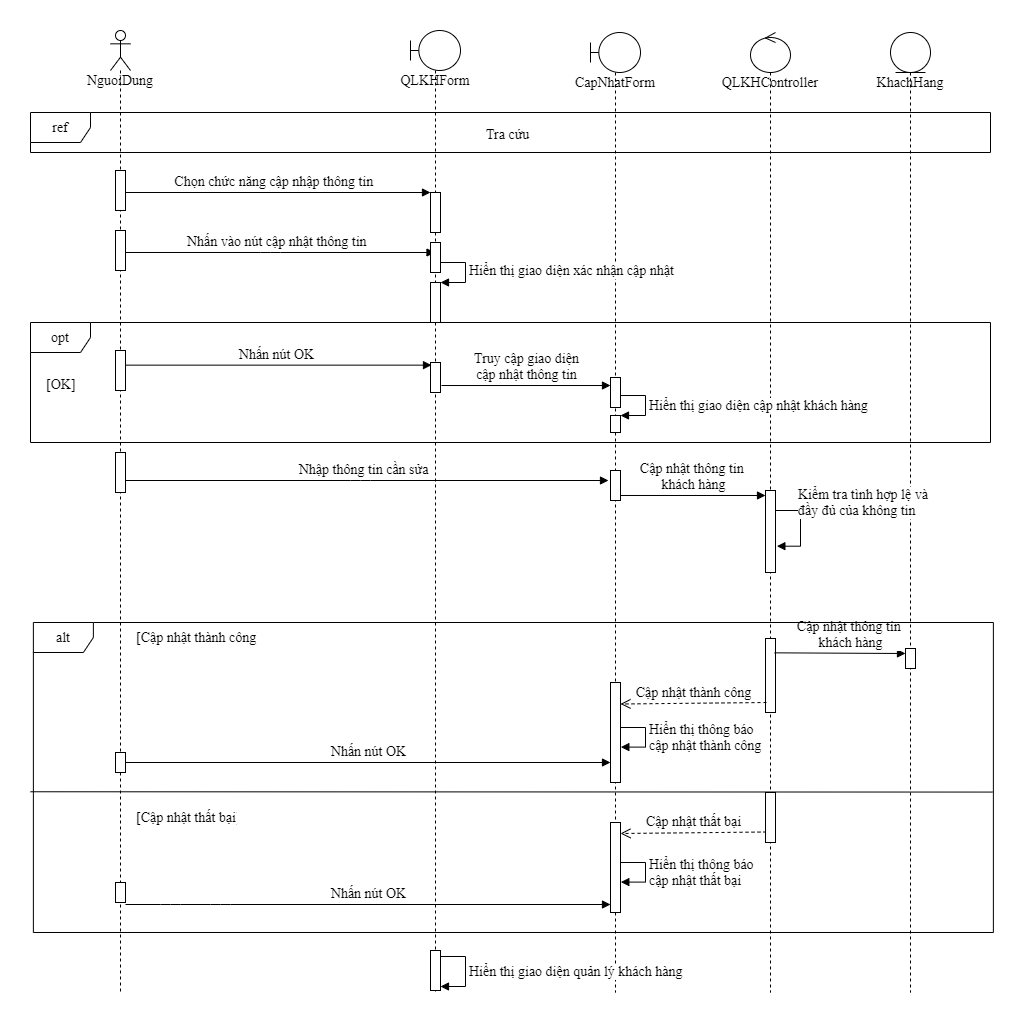 NguoiDung
QLKHForm
CapNhatForm
QLKHController
KhachHang
ref
Tra cứu
Chọn chức năng cập nhập thông tin
Nhấn vào nút cập nhật thông tin
Hiển thị giao diện xác nhận cập nhật
opt
[OK]
Nhấn nút OK
Truy cập giao diện
cập nhật thông tin
Hiển thị giao diện cập nhật khách hàng
Nhập thông tin cần sửa
Cập nhật thông tin
khách hàng
Kiểm tra tình hợp lệ và
đầy đủ của không tin
alt
[Cập nhật thành công
Cập nhật thông tin
khách hàng
Cập nhật thành công
Hiển thị thông báo
cập nhật thành công
Nhấn nút OK
[Cập nhật thất bại
Cập nhật thất bại
Hiển thị thông báo
cập nhật thất bại
Nhấn nút OK
Hiển thị giao diện quản lý khách hàng